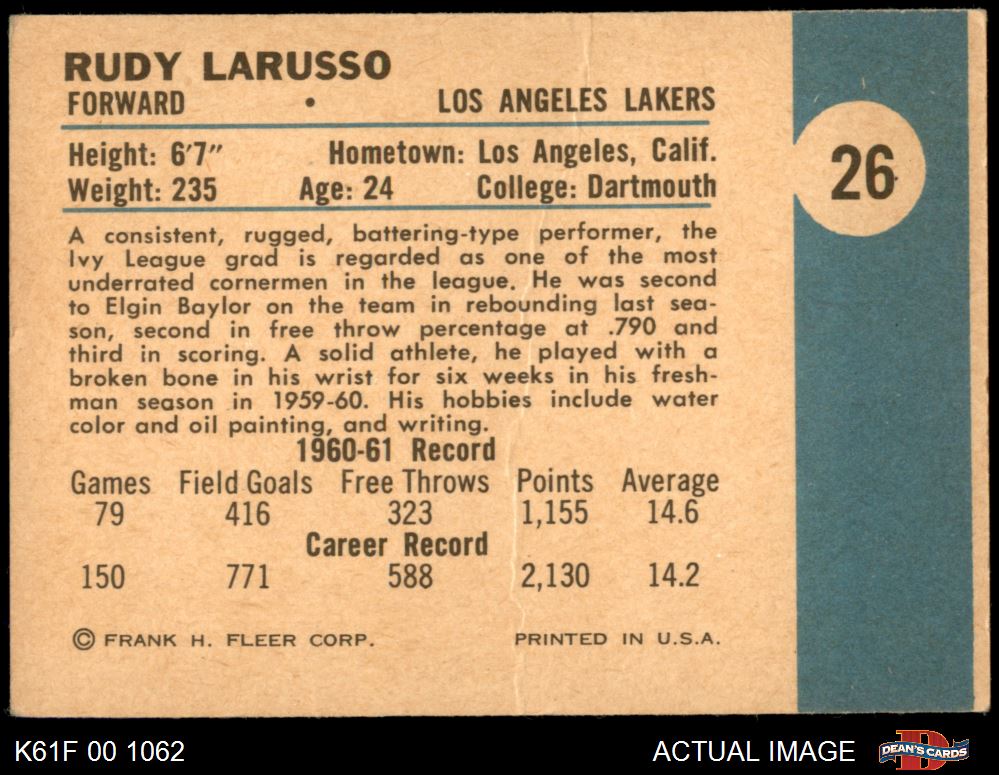 RUDY LARUSSO
FORWARD • LOS ANGELES LAKERS
Height: 6'7" Hometown: Los Angeles, Calif.
Weight: 235 Age: 24 College: Dartmouth
26
A consistent, rugged, battering-type performer, the
Ivy League grad is regarded as one of the most
underrated cornermen in the league. He was second
to Elgin Baylor on the team in rebounding last sea-
son, second in free throw percentage at .790 and
third in scoring. A solid athlete, he played with a
broken bone in his wrist for six weeks in his fresh-
man season in 1959-60. His hobbies include water
color and oil painting, and writing.
1960-61 Record
Games Field Goals Free Throws Points Average
79 416 323 1,155 14.6
Career Record
150 771 588 2,130 14.2
© FRANK H. FLEER CORP. PRINTED IN U.S.A.
K61F 00 1062 ACTUAL IMAGE D DEAN'S CARDS